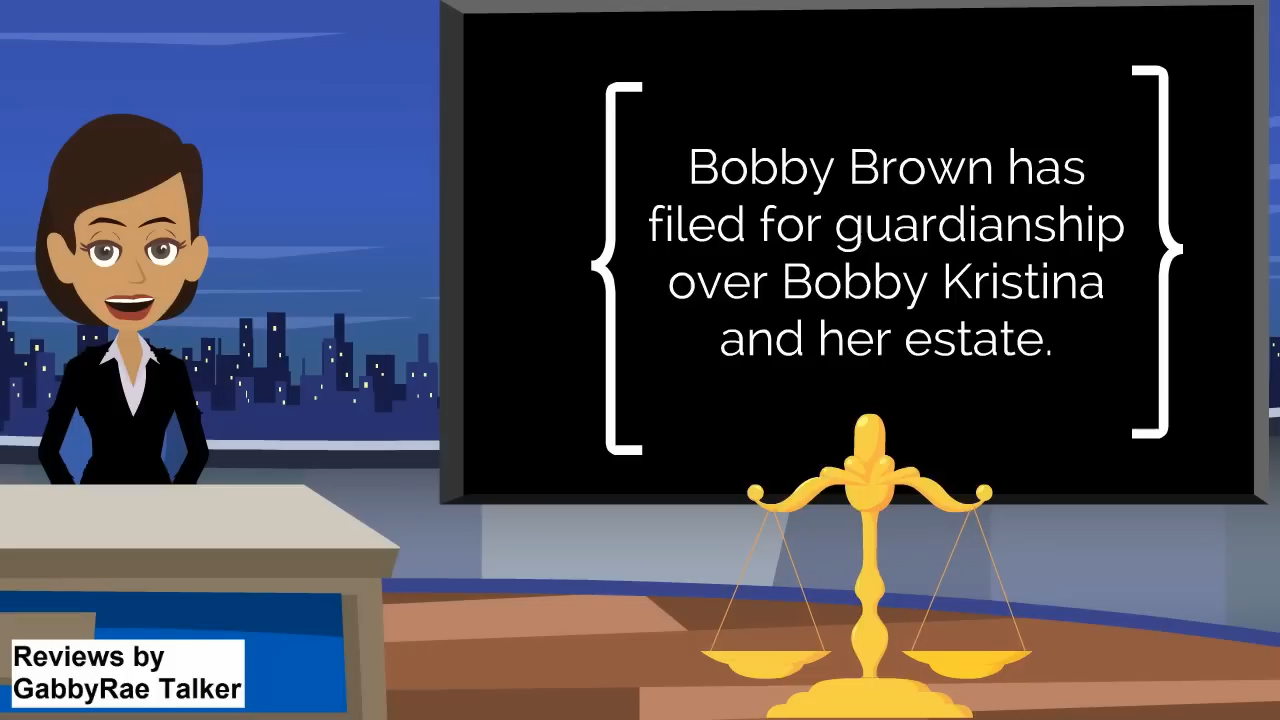 Bobby Brown has
filed for guardianship
over Bobby Kristina
and her estate.
Reviews by
GabbyRae Talker